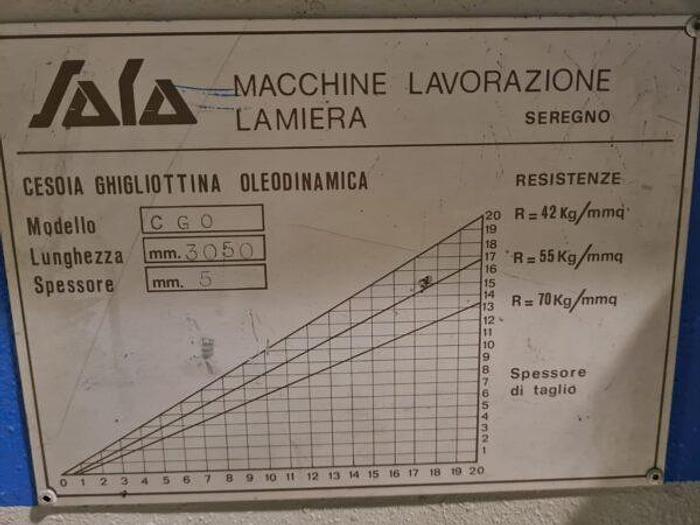 SALA
MACCHINE LAVORAZIONE
LAMIERA
SEREGNO
CESOIA GHIGLIOTTINA OLEODINAMICA
Modello CGO
Lunghezza mm. 3050
Spessore mm. 5
RESISTENZE
R = 42 Kg/mmq
R = 55 Kg/mmq
R = 70 Kg/mmq
Spessore
di taglio
20
19
18
17
16
15
14
13
12
11
10
9
8
7
6
5
4
3
2
1
0 1 2 3 4 5 6 7 8 9 10 11 12 13 14 15 16 17 18 19 20